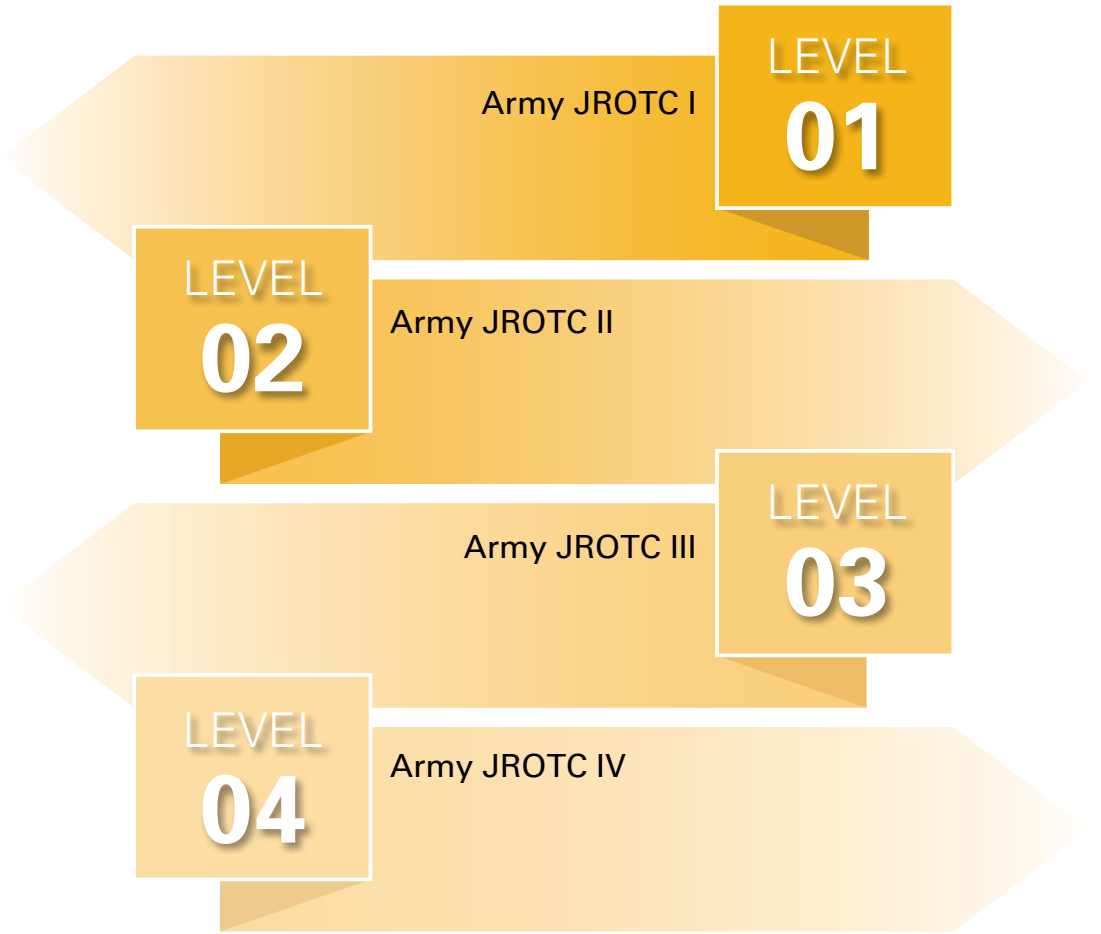 LEVEL
01
Army JROTC I
LEVEL
02
Army JROTC II
LEVEL
03
Army JROTC III
LEVEL
04
Army JROTC IV